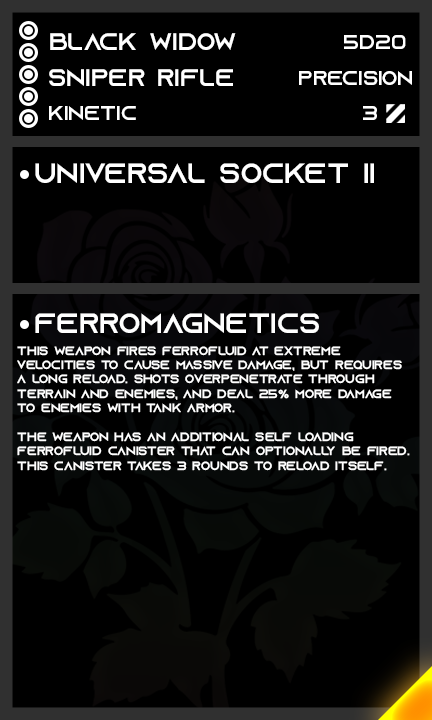 BLACK WIDOW 5D20
SNIPER RIFLE PRECISION
KINETIC 3
•UNIVERSAL SOCKET II
•FERROMAGNETICS
THIS WEAPON FIRES FERROFLUID AT EXTREME
VELOCITIES TO CAUSE MASSIVE DAMAGE, BUT REQUIRES
A LONG RELOAD. SHOTS OVERPENETRATE THROUGH
TERRAIN AND ENEMIES, AND DEAL 25% MORE DAMAGE
TO ENEMIES WITH TANK ARMOR.
THE WEAPON HAS AN ADDITIONAL SELF LOADING
FERROFLUID CANISTER THAT CAN OPTIONALLY BE FIRED.
THIS CANISTER TAKES 3 ROUNDS TO RELOAD ITSELF.